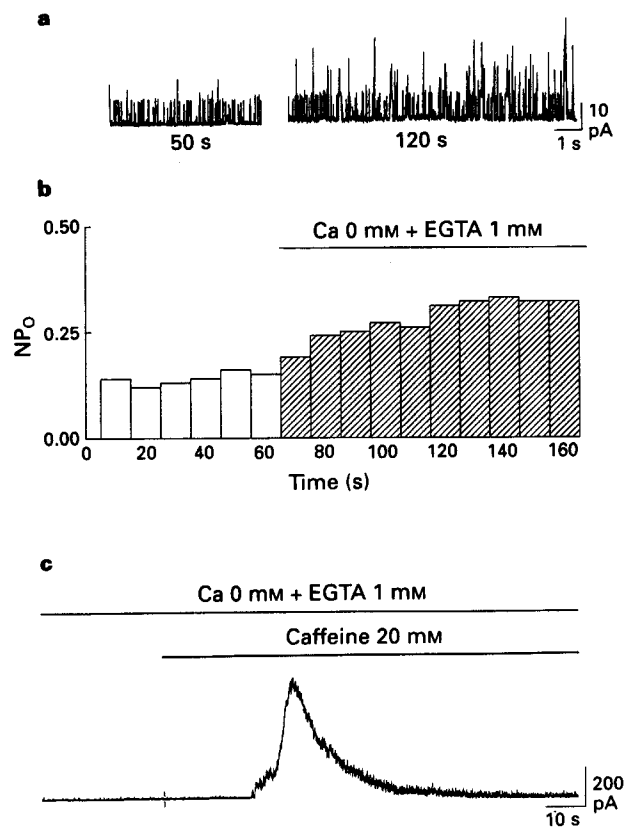 a
50 s
120 s
10
pA
1 s
b
Ca 0 mM + EGTA 1 mM
0.50
0.25
0.00
NPO
0 20 40 60 80 100 120 140 160
Time (s)
c
Ca 0 mM + EGTA 1 mM
Caffeine 20 mM
200
pA
10 s